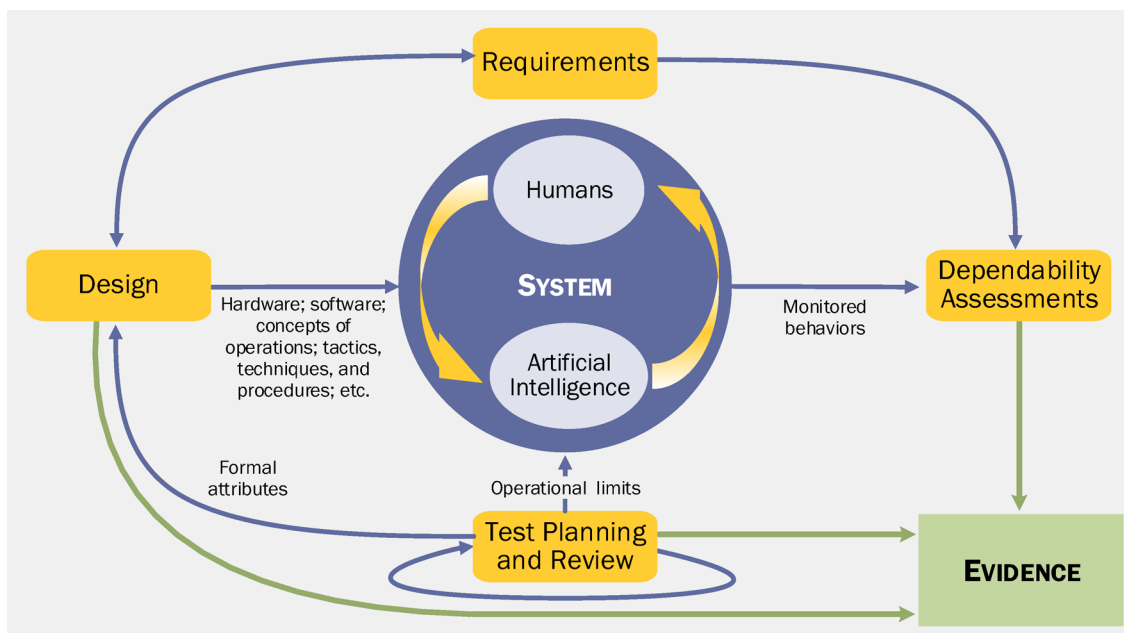 Requirements
Humans
Design
SYSTEM
Dependability
Assessments
Hardware; software;
concepts of
operations; tactics,
techniques, and
procedures; etc.
Monitored
behaviors
Artificial
Intelligence
Formal
attributes
Operational limits
Test Planning
and Review
EVIDENCE